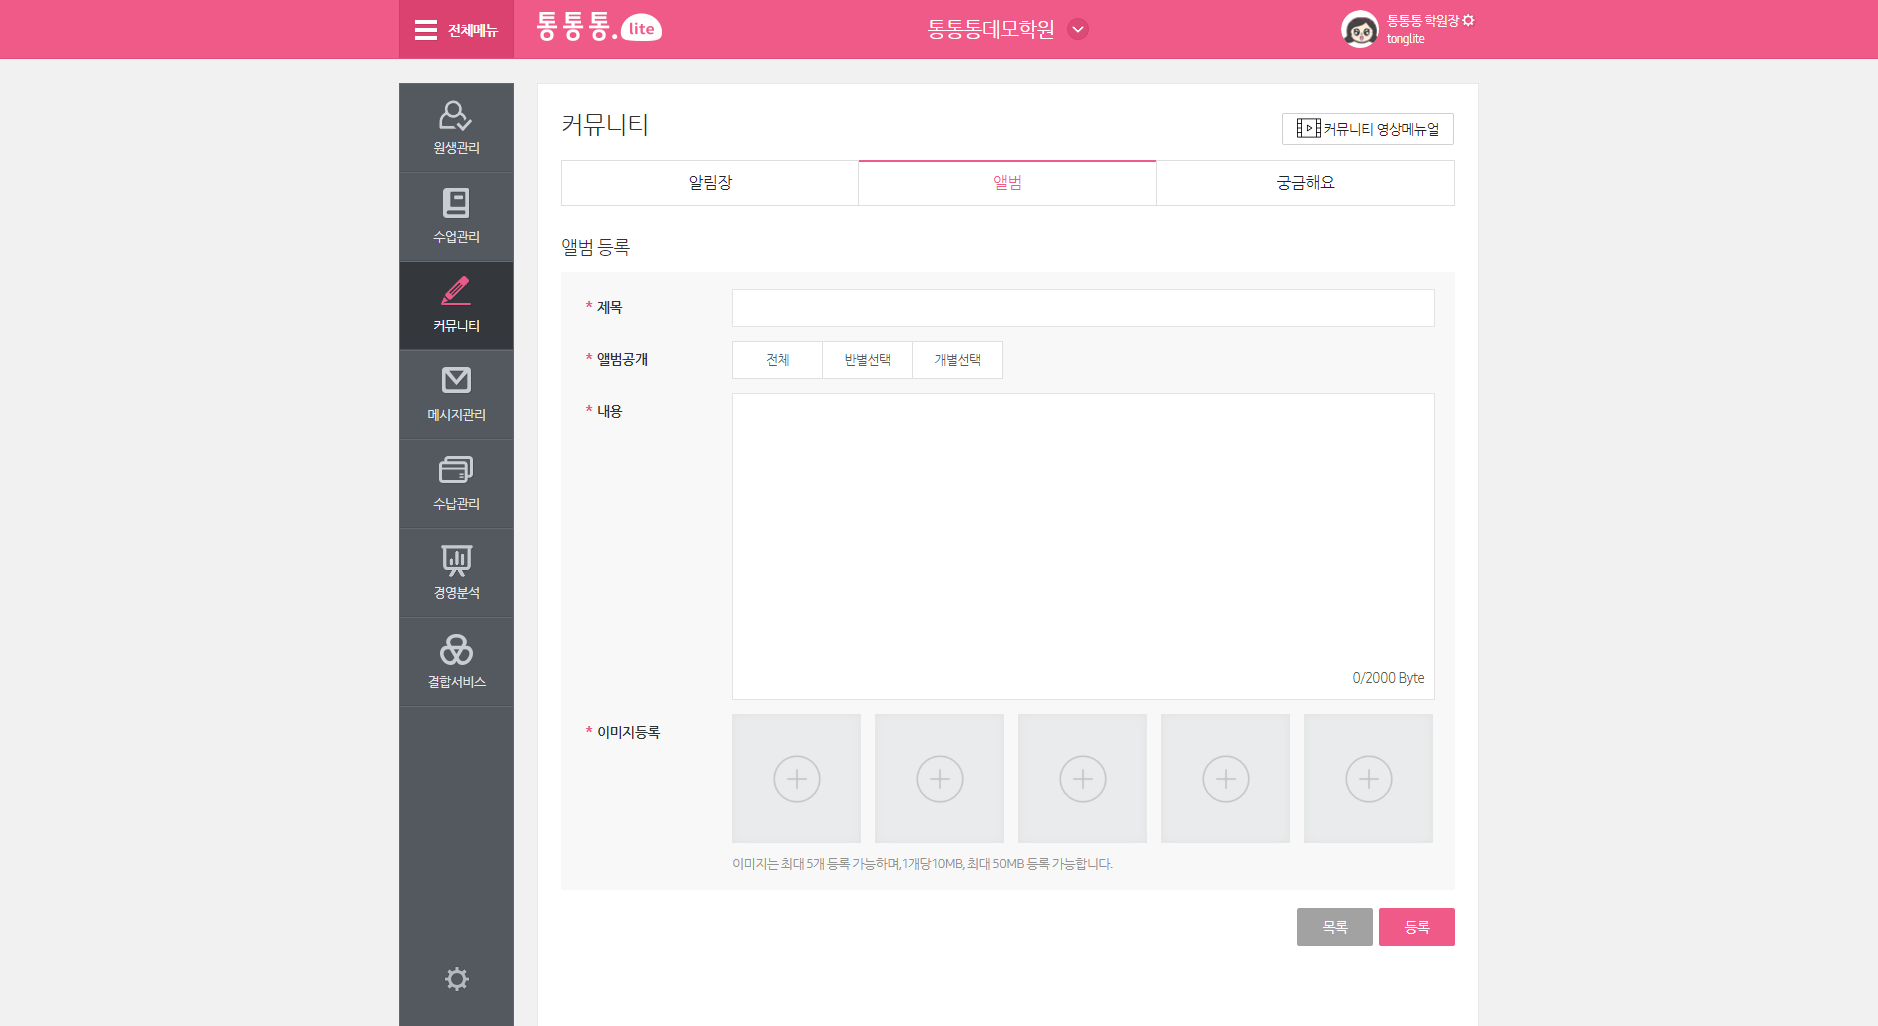 전체메뉴
통통통.lite
통통통데모학원
통통통 학원장
tonglite
원생관리
수업관리
커뮤니티
메시지관리
수납관리
경영분석
결합서비스
커뮤니티
커뮤니티 영상메뉴얼
알림장
앨범
궁금해요
앨범 등록
* 제목
* 앨범공개
전체
반별선택
개별선택
* 내용
0/2000 Byte
* 이미지등록
이미지는 최대 5개 등록 가능하며,1개당10MB, 최대 50MB 등록 가능합니다.
목록
등록